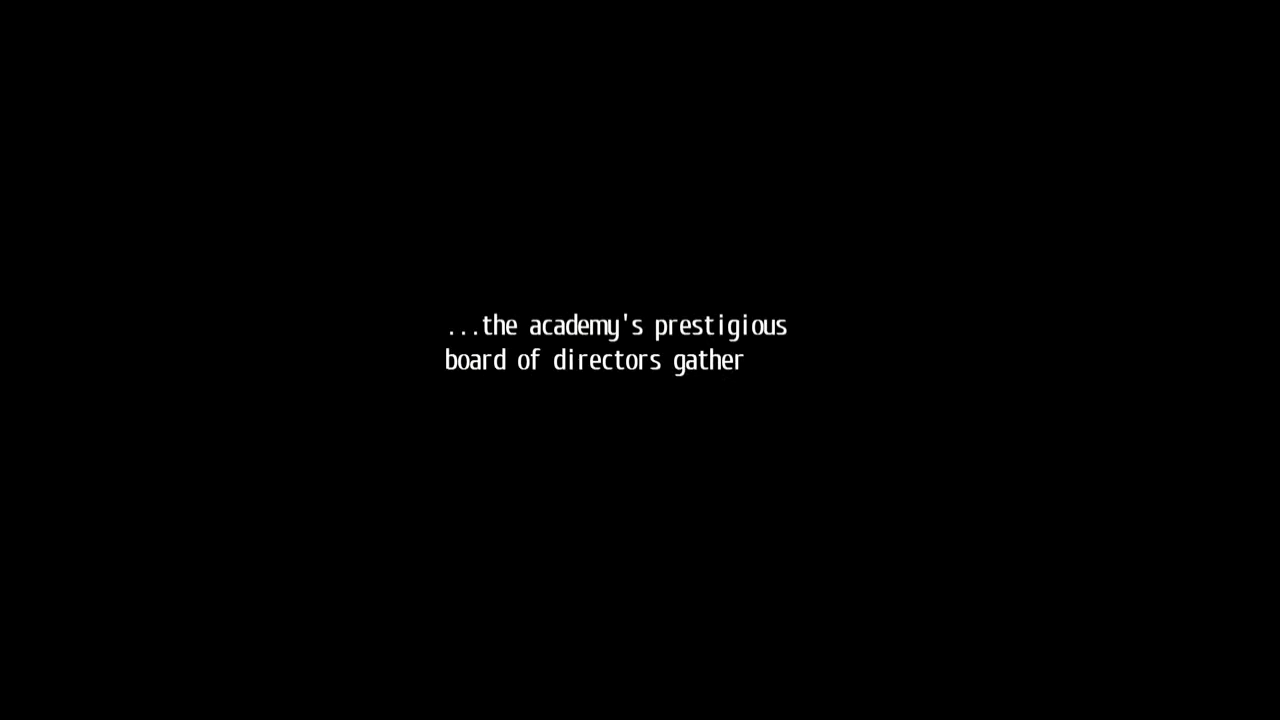 ...the academy's prestigious
board of directors gather